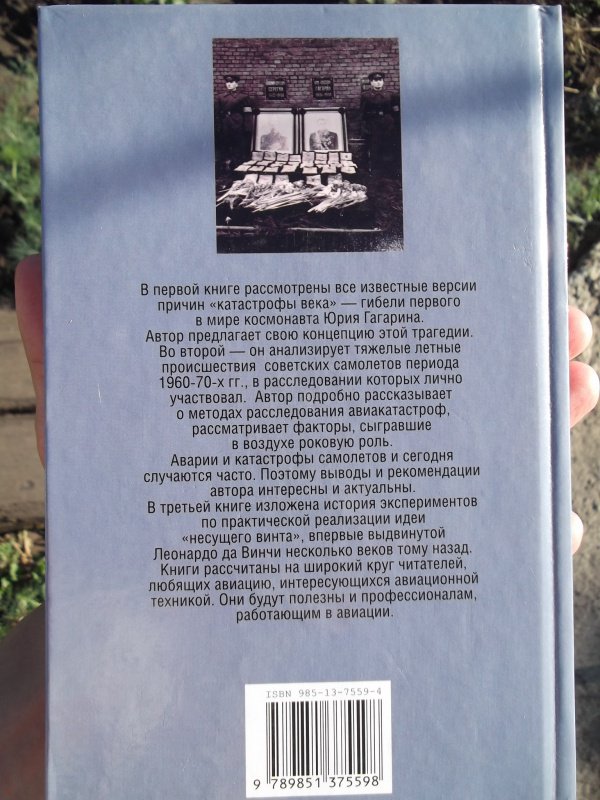 СЕРЕГИН
ГАГАРИН
В первой книге рассмотрены все известные версии
причин «катастрофы века» — гибели первого
в мире космонавта Юрия Гагарина.
Автор предлагает свою концепцию этой трагедии.
Во второй — он анализирует тяжелые летные
происшествия советских самолетов периода
1960-70-х гг., в расследовании которых лично
участвовал. Автор подробно рассказывает
о методах расследования авиакатастроф,
рассматривает факторы, сыгравшие
в воздухе роковую роль.
Аварии и катастрофы самолетов и сегодня
случаются часто. Поэтому выводы и рекомендации
автора интересны и актуальны.
В третьей книге изложена история экспериментов
по практической реализации идеи
«несущего винта», впервые выдвинутой
Леонардо да Винчи несколько веков тому назад.
Книги рассчитаны на широкий круг читателей,
любящих авиацию, интересующихся авиационной
техникой. Они будут полезны и профессионалам,
работающим в авиации.
ISBN 985-13-7559-4
9 789851 375598